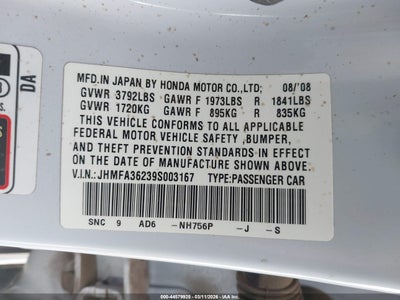 DA-
MFD.IN JAPAN BY HONDA MOTOR CO.,LTD; 08/'08
GVWR 3792LBS GAWR F 1973LBS R 1841LBS
GVWR 1720KG GAWR F 895KG R 835KG
THIS VEHICLE CONFORMS TO ALL APPLICABLE
FEDERAL MOTOR VEHICLE SAFETY ,BUMPER,
AND THEFT PREVENTION STANDARDS IN EFFECT
ON THE DATE OF MANUFACTURE SHOWN ABOVE.
V.I.N.: JHMFA36239S003167 TYPE:PASSENGER CAR
SNC 9 AD6 -NH756P -J -S
000-44579929 - 03/11/2026 - IAA